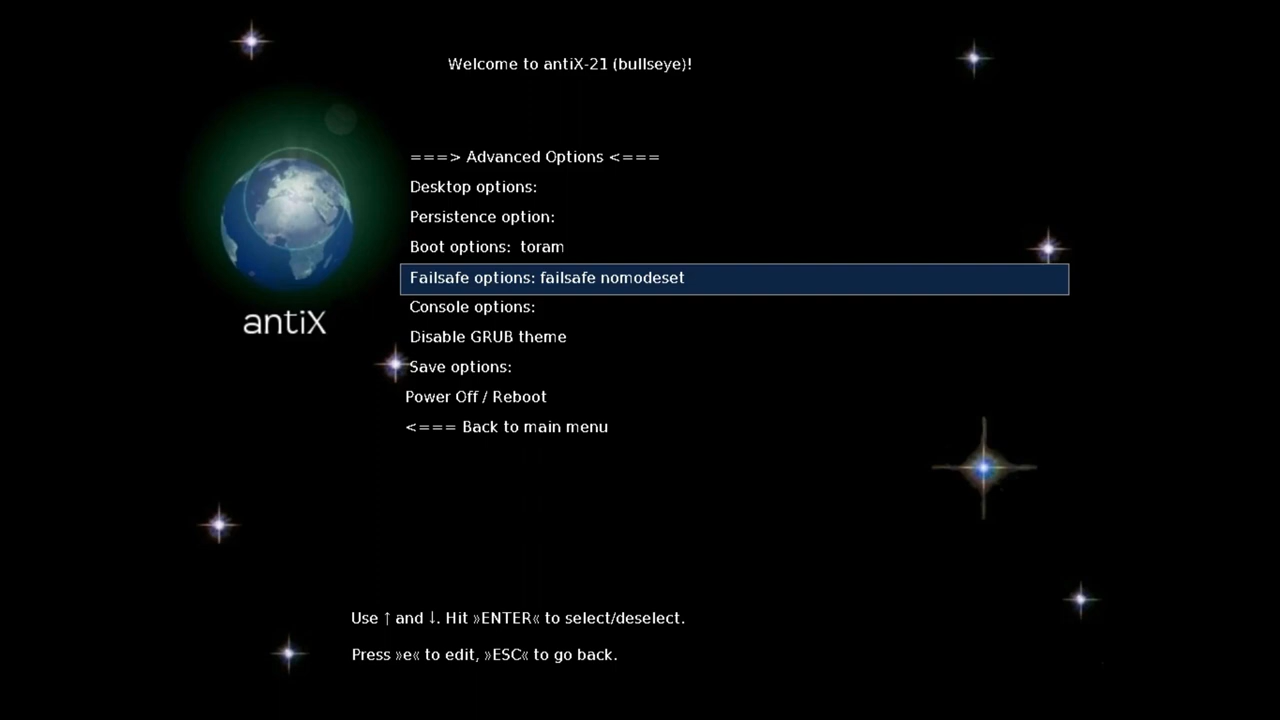 Welcome to antiX-21 (bullseye)!
===> Advanced Options <===
Desktop options:
Persistence option:
Boot options:  toram
Failsafe options: failsafe nomodeset
Console options:
Disable GRUB theme
Save options:
Power Off / Reboot
<=== Back to main menu
antiX
Use ↑ and ↓. Hit »ENTER« to select/deselect.
Press »e« to edit, »ESC« to go back.